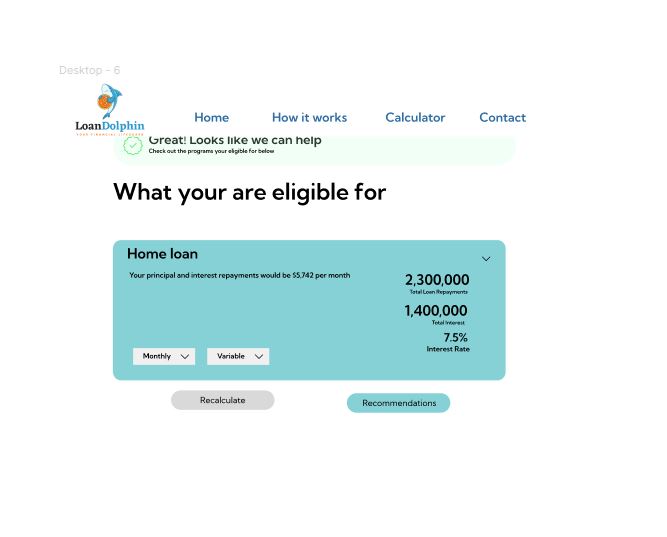 Desktop - 6
LoanDolphin
YOUR FINANCIAL LIFEGUARD
Home
How it works
Calculator
Contact
Great! Looks like we can help
Check out the programs your eligible for below
What your are eligible for
Home loan
Your principal and interest repayments would be $5,742 per month
2,300,000
Total Loan Repayments
1,400,000
Total Interest
7.5%
Interest Rate
Monthly
Variable
Recalculate
Recommendations